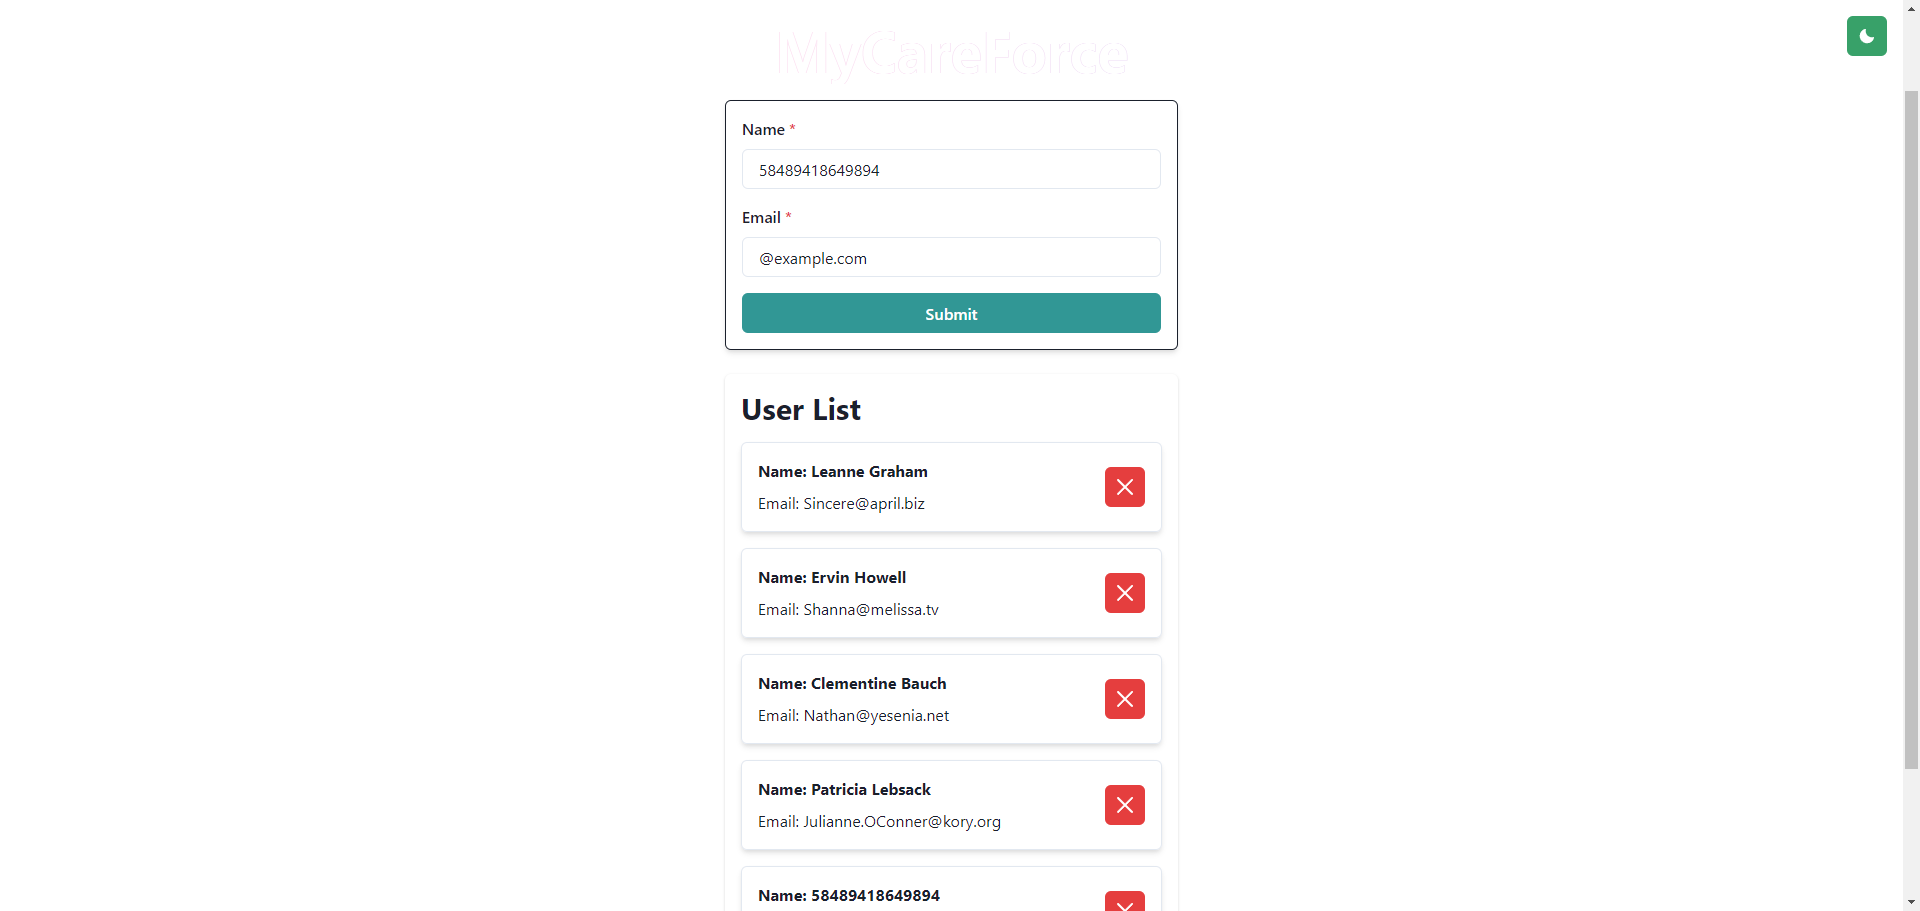 MyCareForce
Name *
58489418649894
Email *
@example.com
Submit
User List
Name: Leanne Graham
Email: Sincere@april.biz
Name: Ervin Howell
Email: Shanna@melissa.tv
Name: Clementine Bauch
Email: Nathan@yesenia.net
Name: Patricia Lebsack
Email: Julianne.OConner@kory.org
Name: 58489418649894